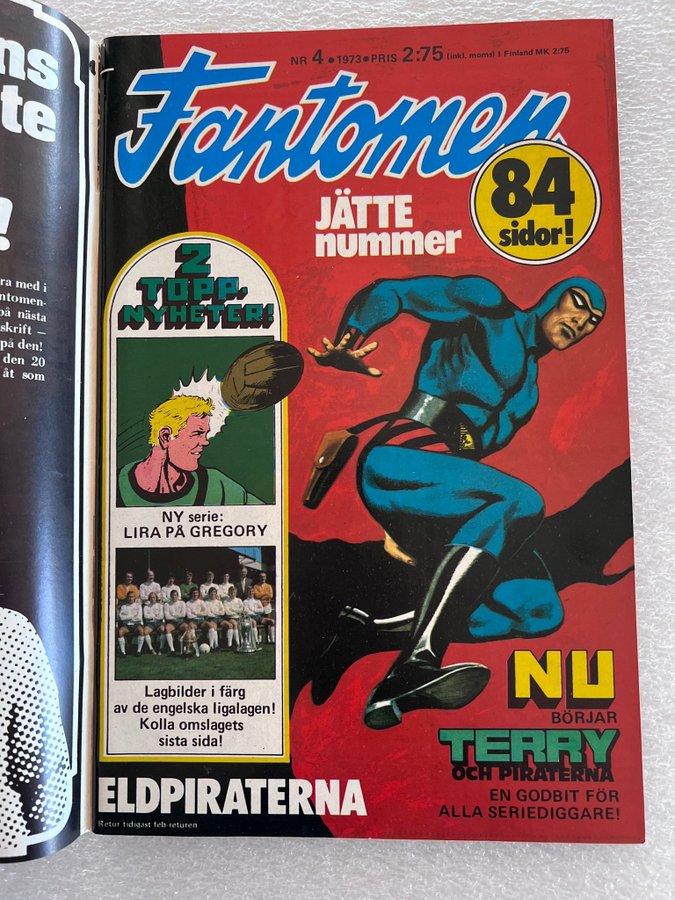 ns
te
!
ra med i
ntomen-
på nästa
skrift —
på den!
den 20
åt som
NR 4 • 1973 • PRIS 2:75 (inkl. moms) I Finland MK 2:75
Fantomen
84
sidor!
JÄTTE
nummer
2
TOPP-
NYHETER!
NY serie:
LIRA PÅ GREGORY
Lagbilder i färg
av de engelska ligalagen!
Kolla omslagets
sista sida!
NU
BÖRJAR
TERRY
OCH PIRATERNA
EN GODBIT FÖR
ALLA SERIEDIGGARE!
ELDPIRATERNA
Retur tidigast feb returen